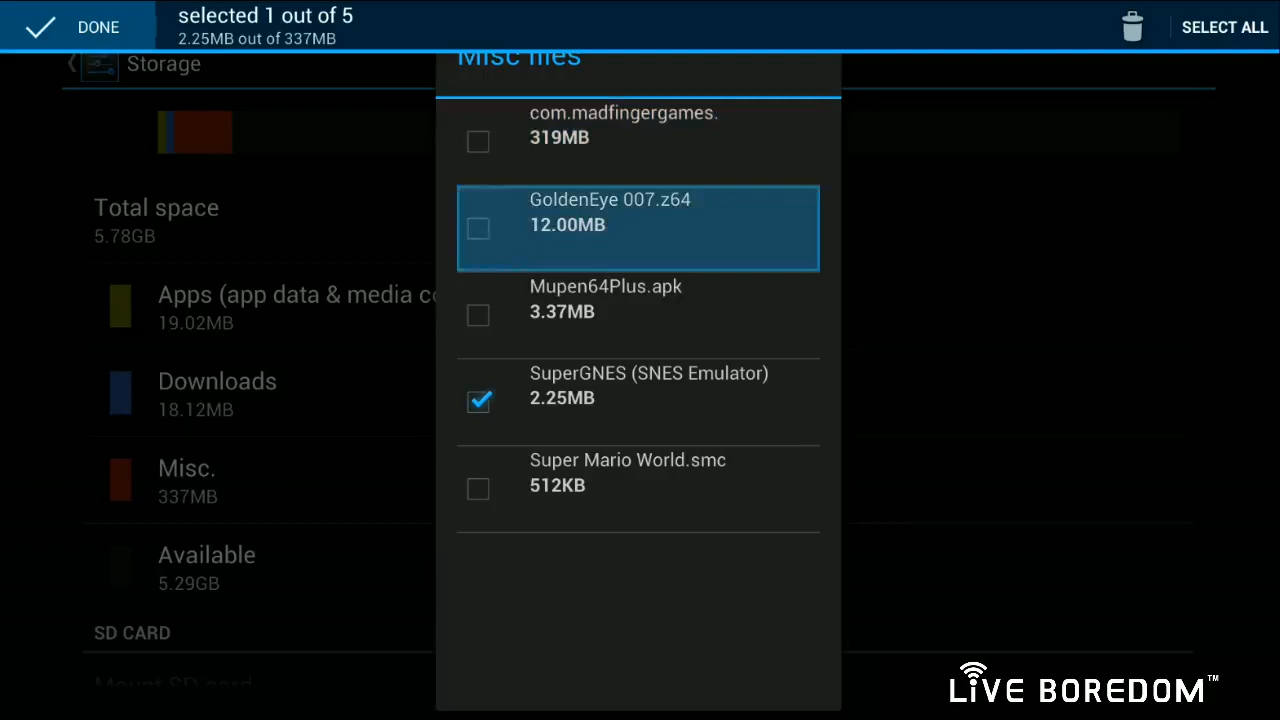 DONE
selected 1 out of 5
2.25MB out of 337MB
SELECT ALL
Storage
Misc files
com.madfingergames.
319MB
GoldenEye 007.z64
12.00MB
Mupen64Plus.apk
3.37MB
SuperGNES (SNES Emulator)
2.25MB
Super Mario World.smc
512KB
Total space
5.78GB
Apps (app data & media co
19.02MB
Downloads
18.12MB
Misc.
337MB
Available
5.29GB
SD CARD
Mount SD card
LIVE BOREDOM™